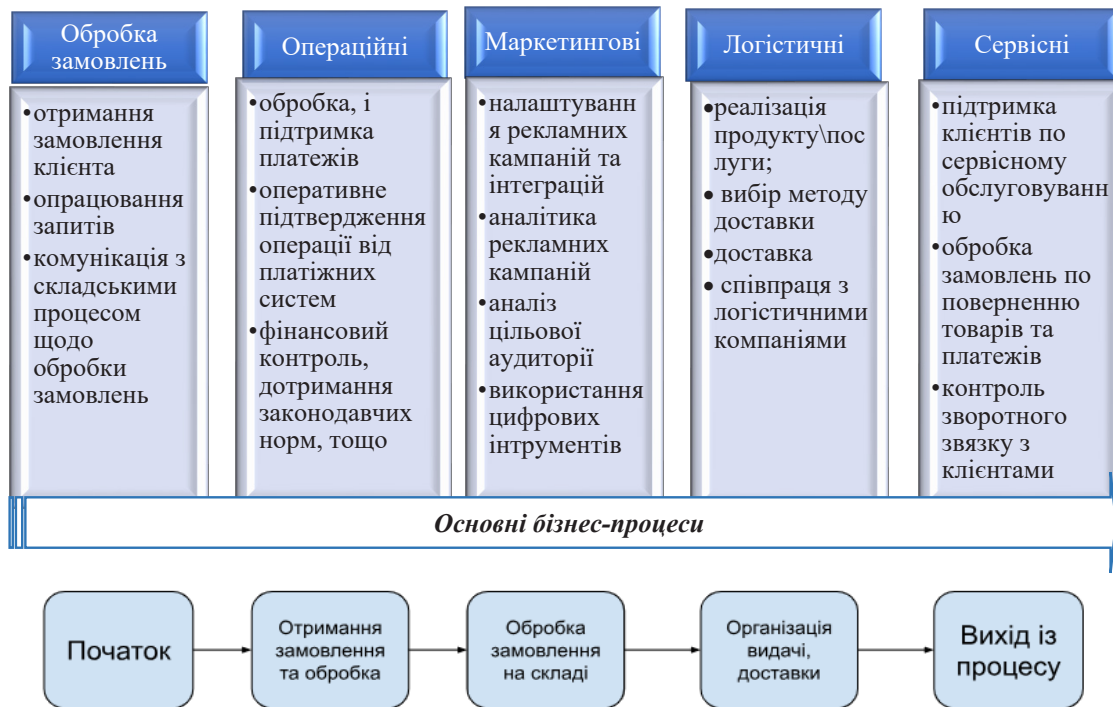 Обробка
замовлень
•отримання
замовлення
клієнта
•опрацювання
запитів
•комунікація з
складськими
процесом
щодо
обробки
замовлень
Операційні
•обробка, і
підтримка
платежів
•оперативне
підтвердження
операції від
платіжних
систем
•фінансовий
контроль,
дотримання
законодавчих
норм, тощо
Маркетингові
•налаштуванн
я рекламних
кампаній та
інтеграцій
•аналітика
рекламних
кампаній
•аналіз
цільової
аудиторії
•використання
цифрових
інтрументів
Логістичні
•реалізація
продукту\пос
луги;
• вибір методу
доставки
•доставка
• співпраця з
логістичними
компаніями
Сервісні
•підтримка
клієнтів по
сервісному
обслуговуванн
ю
•обробка
замовлень по
поверненню
товарів та
платежів
•контроль
зворотного
звязку з
клієнтами
Основні бізнес-процеси
Початок
Отримання
замовлення
та обробка
Обробка
замовлення
на складі
Організація
видачі,
доставки
Вихід із
процесу